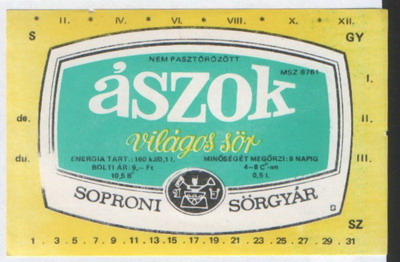 II. IV. VI. VIII. X. XII.
S GY
NEM PASZTŐRÖZÖTT
MSZ 8761
ászok
I.
de. II.
világos sör
du. III.
ENERGIA TART.: 160 kJ/0,1 l. MINŐSÉGÉT MEGŐRZI: 8 NAPIG
BOLTI ÁR: 9,– Ft 4–8 C°-on
10,5 B° 0,5 l.
SOPRONI SÖRGYÁR
SZ
1 . 3 . 5 . 7 . 9 . 11 . 13 . 15 . 17 . 19 . 21 . 23 . 25 . 27 . 29 . 31